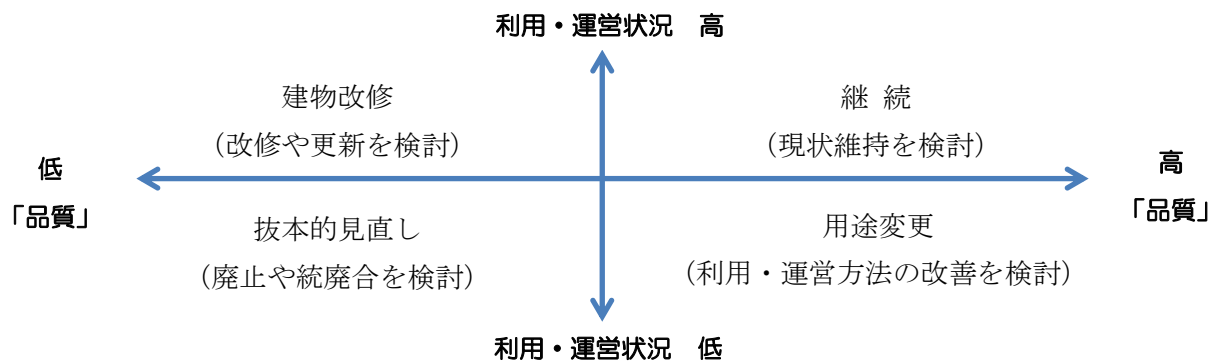 利用・運営状況　高
建物改修
（改修や更新を検討）
継 続
（現状維持を検討）
低
「品質」
高
「品質」
抜本的見直し
（廃止や統廃合を検討）
用途変更
（利用・運営方法の改善を検討）
利用・運営状況　低